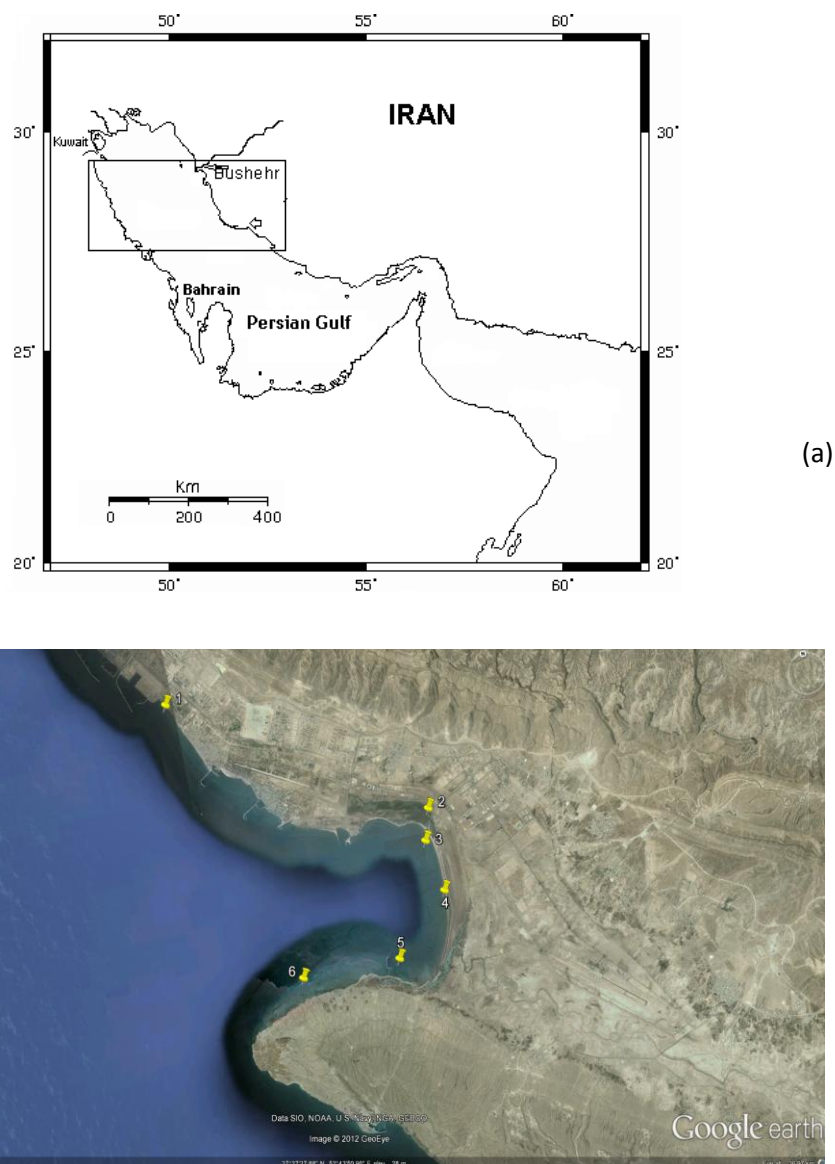 50° 55° 60°
IRAN
30° 30°
Kuwait
Bushehr
Bahrain
Persian Gulf
25° 25°
(a)
Km
0 200 400
20° 20°
50° 55° 60°
1
2
3
4
5
6
Data SIO, NOAA, U.S. Navy, NGA, GEBCO
Image © 2012 GeoEye
Google earth